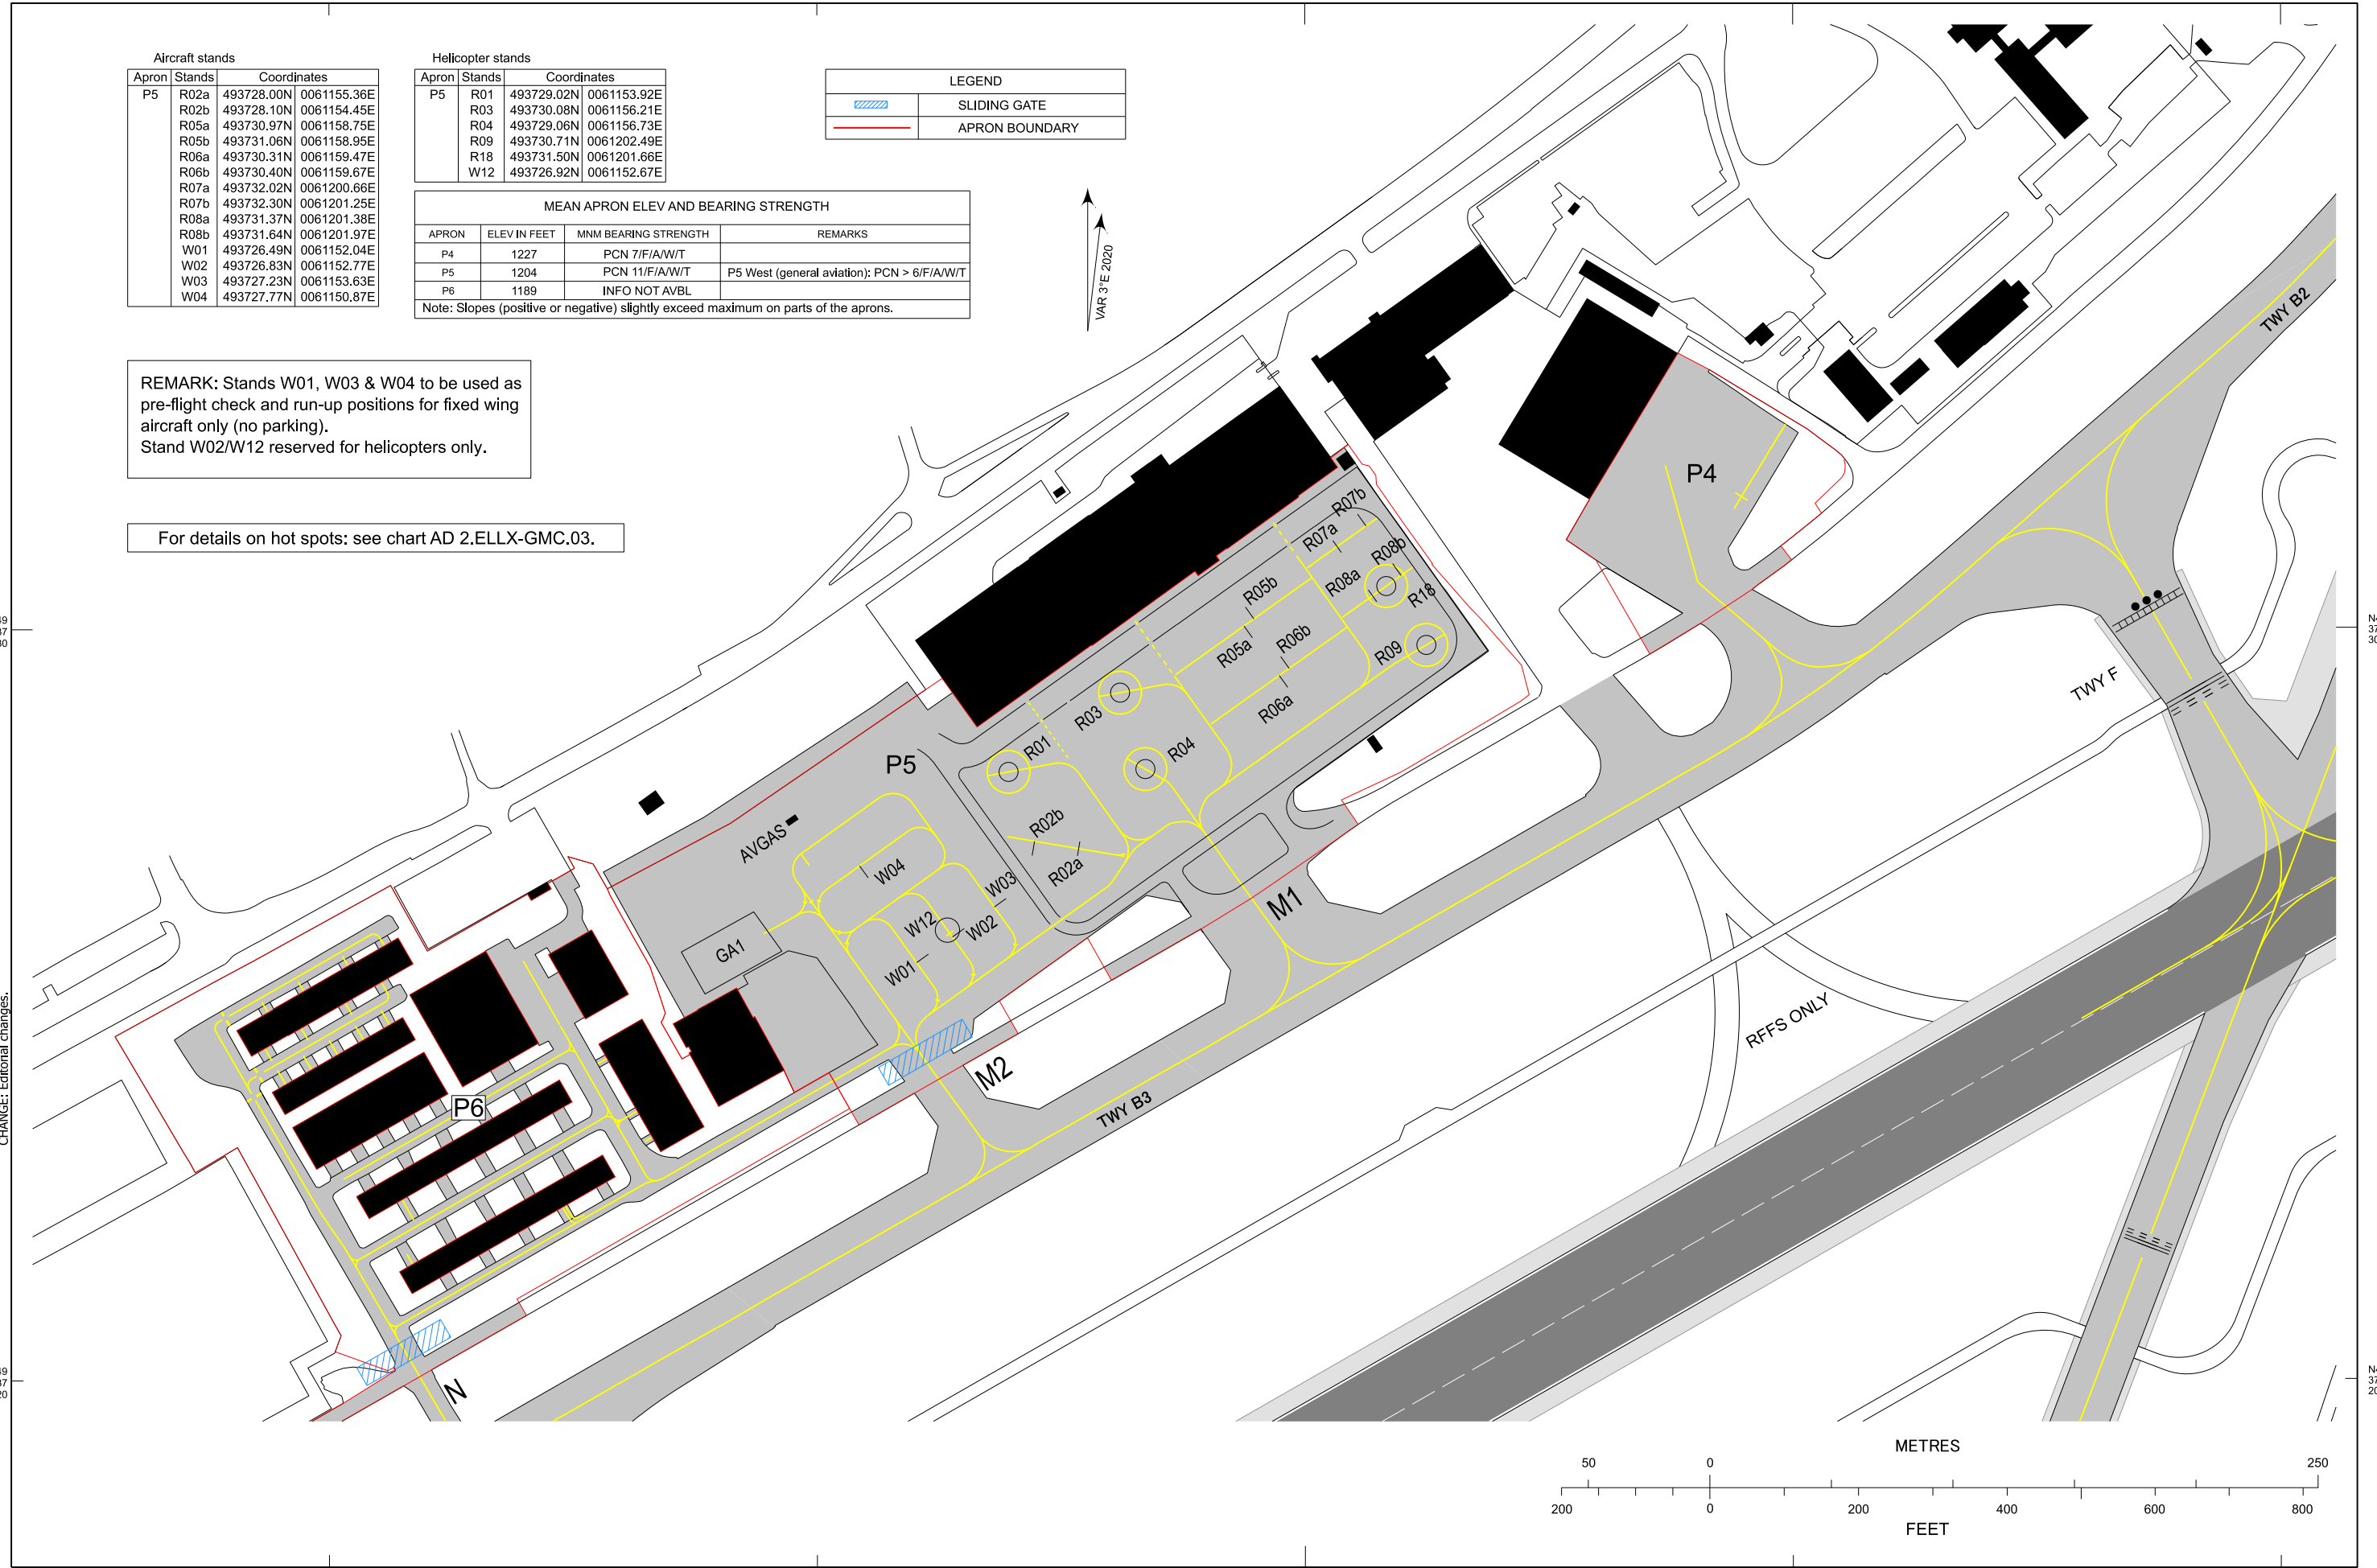 Aircraft stands
Apron Stands Coordinates
P5 R02a 493728.00N 0061155.36E
R02b 493728.10N 0061154.45E
R05a 493730.97N 0061158.75E
R05b 493731.06N 0061158.95E
R06a 493730.31N 0061159.47E
R06b 493730.40N 0061159.67E
R07a 493732.02N 0061200.66E
R07b 493732.30N 0061201.25E
R08a 493731.37N 0061201.38E
R08b 493731.64N 0061201.97E
W01 493726.49N 0061152.04E
W02 493726.83N 0061152.77E
W03 493727.23N 0061153.63E
W04 493727.77N 0061150.87E
Helicopter stands
Apron Stands Coordinates
P5 R01 493729.02N 0061153.92E
R03 493730.08N 0061156.21E
R04 493729.06N 0061156.73E
R09 493730.71N 0061202.49E
R18 493731.50N 0061201.66E
W12 493726.92N 0061152.67E
LEGEND
SLIDING GATE
APRON BOUNDARY
MEAN APRON ELEV AND BEARING STRENGTH
APRON ELEV IN FEET MNM BEARING STRENGTH REMARKS
P4 1227 PCN 7/F/A/W/T
P5 1204 PCN 11/F/A/W/T P5 West (general aviation): PCN > 6/F/A/W/T
P6 1189 INFO NOT AVBL
Note: Slopes (positive or negative) slightly exceed maximum on parts of the aprons.
VAR 3°E 2020
REMARK: Stands W01, W03 & W04 to be used as
pre-flight check and run-up positions for fixed wing
aircraft only (no parking).
Stand W02/W12 reserved for helicopters only.
For details on hot spots: see chart AD 2.ELLX-GMC.03.
TWY B2
P4
R07b
R07a
R08b
R08a
R18
R05b
R05a
R06b
R06a
R09
R03
R04
R01
P5
R02b
R02a
AVGAS
W04
W03
W12
W02
W01
GA1
M1
M2
TWY F
RFFS ONLY
TWY B3
P6
N
CHANGE: Editorial changes.
METRES
50 0 250
200 0 200 400 600 800
FEET